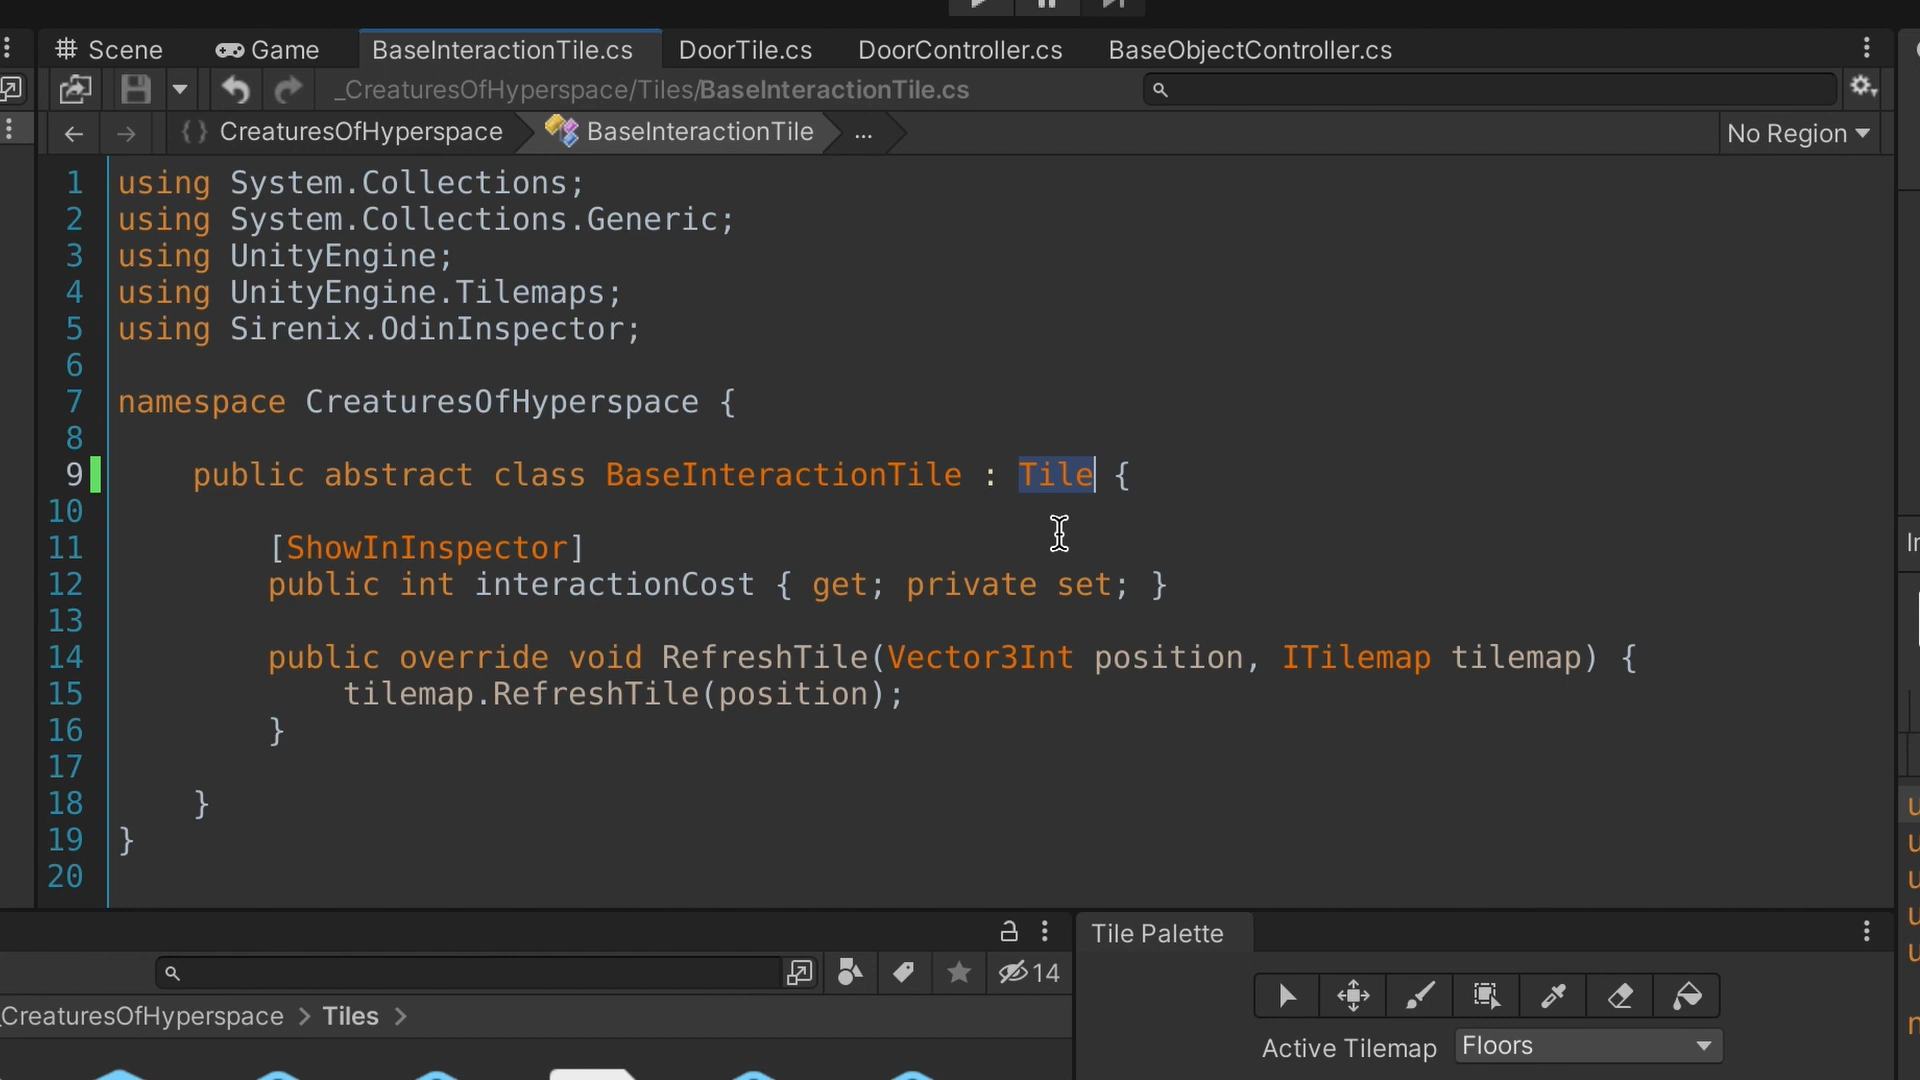 Scene Game BaseInteractionTile.cs DoorTile.cs DoorController.cs BaseObjectController.cs
_CreaturesOfHyperspace/Tiles/BaseInteractionTile.cs
{} CreaturesOfHyperspace BaseInteractionTile ... No Region
1 using System.Collections;
2 using System.Collections.Generic;
3 using UnityEngine;
4 using UnityEngine.Tilemaps;
5 using Sirenix.OdinInspector;
6
7 namespace CreaturesOfHyperspace {
8
9 public abstract class BaseInteractionTile : Tile {
10
11 [ShowInInspector]
12 public int interactionCost { get; private set; }
13
14 public override void RefreshTile(Vector3Int position, ITilemap tilemap) {
15 tilemap.RefreshTile(position);
16 }
17
18 }
19 }
20
Tile Palette
14
_CreaturesOfHyperspace > Tiles >
Active Tilemap Floors